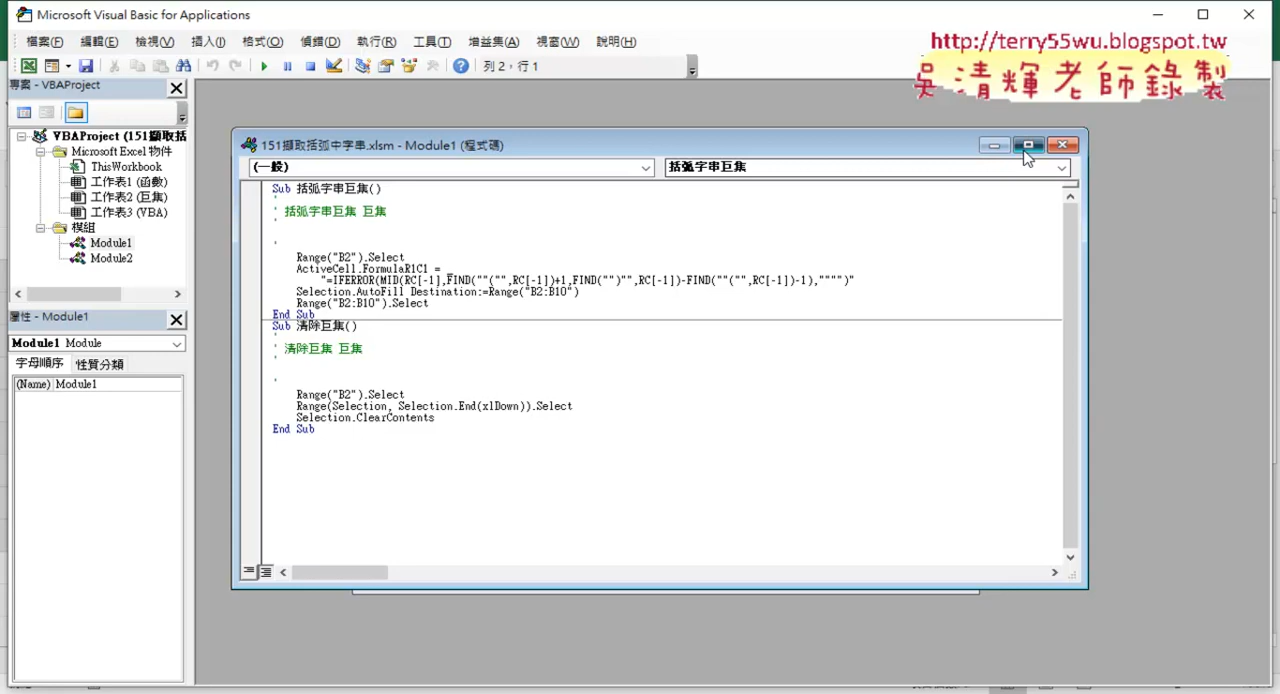 Microsoft Visual Basic for Applications
檔案(F) 編輯(E) 檢視(V) 插入(I) 格式(O) 偵錯(D) 執行(R) 工具(T) 增益集(A) 視窗(W) 說明(H)
http://terry55wu.blogspot.tw
吳清輝老師錄製
列 2，行 1
專案 - VBAProject
VBAProject (151擷取括
Microsoft Excel 物件
ThisWorkbook
工作表1 (函數)
工作表2 (巨集)
工作表3 (VBA)
模組
Module1
Module2
屬性 - Module1
Module1 Module
字母順序 性質分類
(Name) Module1
151擷取括弧中字串.xlsm - Module1 (程式碼)
(一般) 括弧字串巨集
Sub 括弧字串巨集()
'
' 括弧字串巨集 巨集
'
'
Range("B2").Select
ActiveCell.FormulaR1C1 = _
"=IFERROR(MID(RC[-1],FIND(""("",RC[-1])+1,FIND("")"",RC[-1])-FIND(""("",RC[-1])-1),"""")"
Selection.AutoFill Destination:=Range("B2:B10")
Range("B2:B10").Select
End Sub
Sub 清除巨集()
'
' 清除巨集 巨集
'
'
Range("B2").Select
Range(Selection, Selection.End(xlDown)).Select
Selection.ClearContents
End Sub